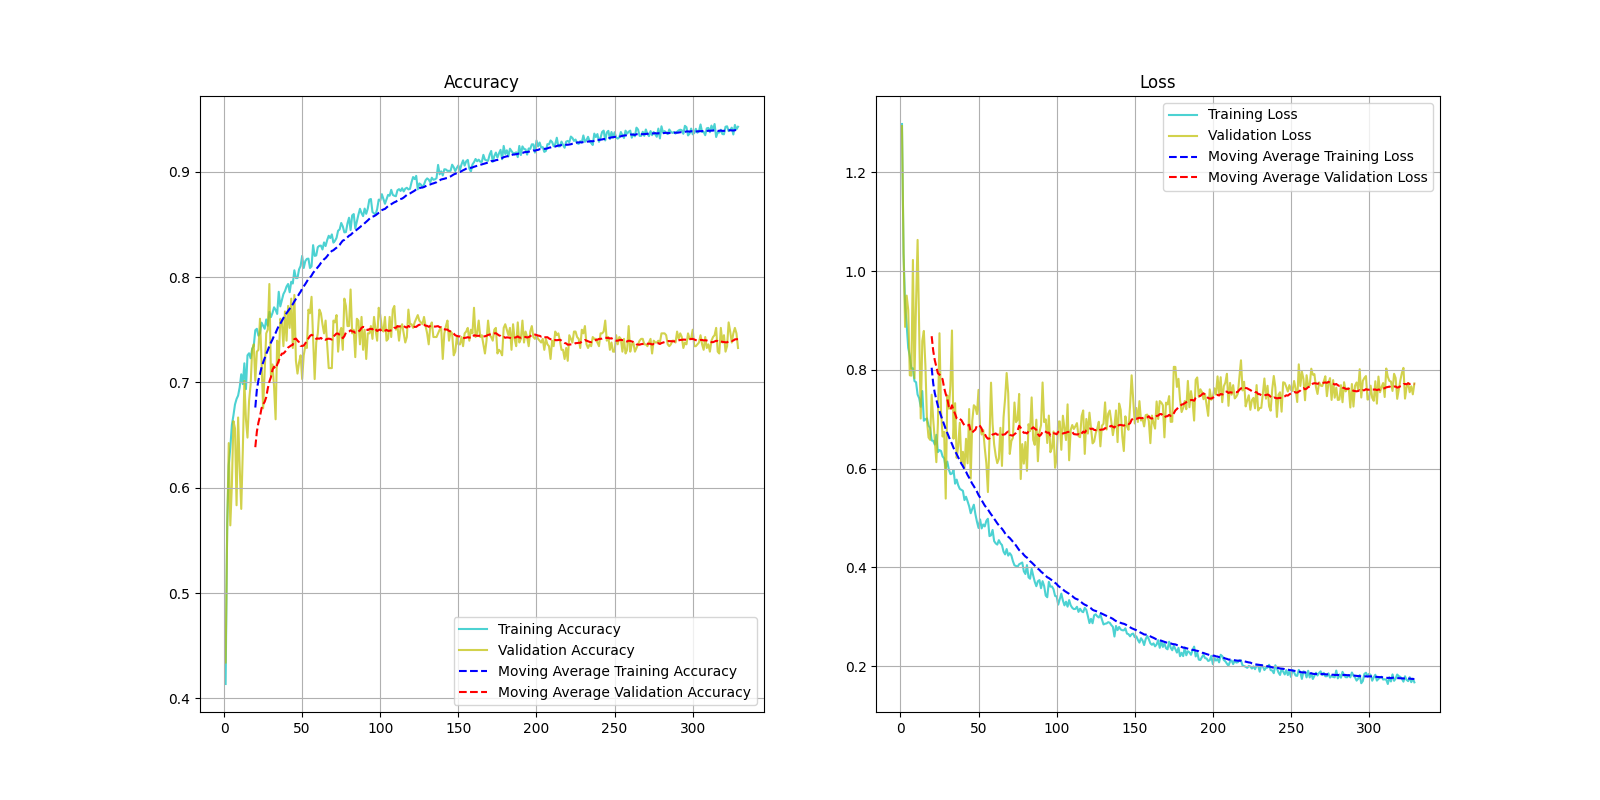 Accuracy
0.9
0.8
0.7
0.6
0.5
0.4
0 50 100 150 200 250 300
Training Accuracy
Validation Accuracy
Moving Average Training Accuracy
Moving Average Validation Accuracy
Loss
1.2
1.0
0.8
0.6
0.4
0.2
0 50 100 150 200 250 300
Training Loss
Validation Loss
Moving Average Training Loss
Moving Average Validation Loss